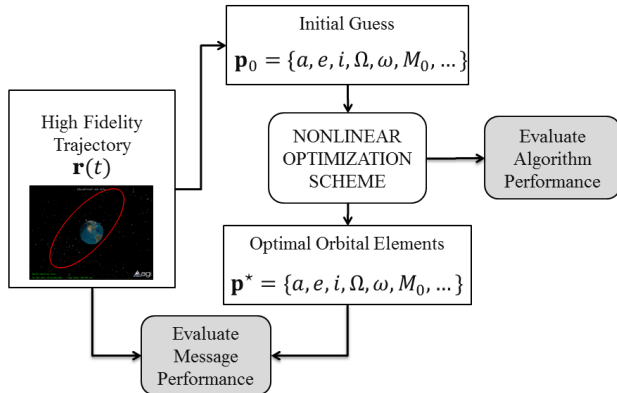 Initial Guess
𝐩₀ = {a, e, i, Ω, ω, M₀, … }
High Fidelity
Trajectory
𝐫(t)
agi
NONLINEAR
OPTIMIZATION
SCHEME
Evaluate
Algorithm
Performance
Optimal Orbital Elements
𝐩⋆ = {a, e, i, Ω, ω, M₀, … }
Evaluate
Message
Performance